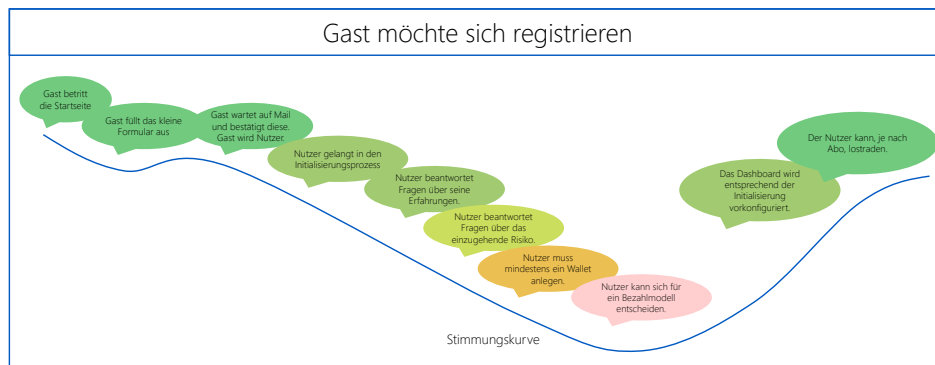 Gast möchte sich registrieren
Gast betritt
die Startseite
Gast füllt das kleine
Formular aus
Gast wartet auf Mail
und bestätigt diese.
Gast wird Nutzer.
Nutzer gelangt in den
Initialisierungsprozess
Nutzer beantwortet
Fragen über seine
Erfahrungen.
Nutzer beantwortet
Fragen über das
einzugehende Risiko.
Nutzer muss
mindestens ein Wallet
anlegen.
Nutzer kann sich für
ein Bezahlmodell
entscheiden.
Das Dashboard wird
entsprechend der
Initialisierung
vorkonfiguriert.
Der Nutzer kann, je nach
Abo, lostraden.
Stimmungskurve